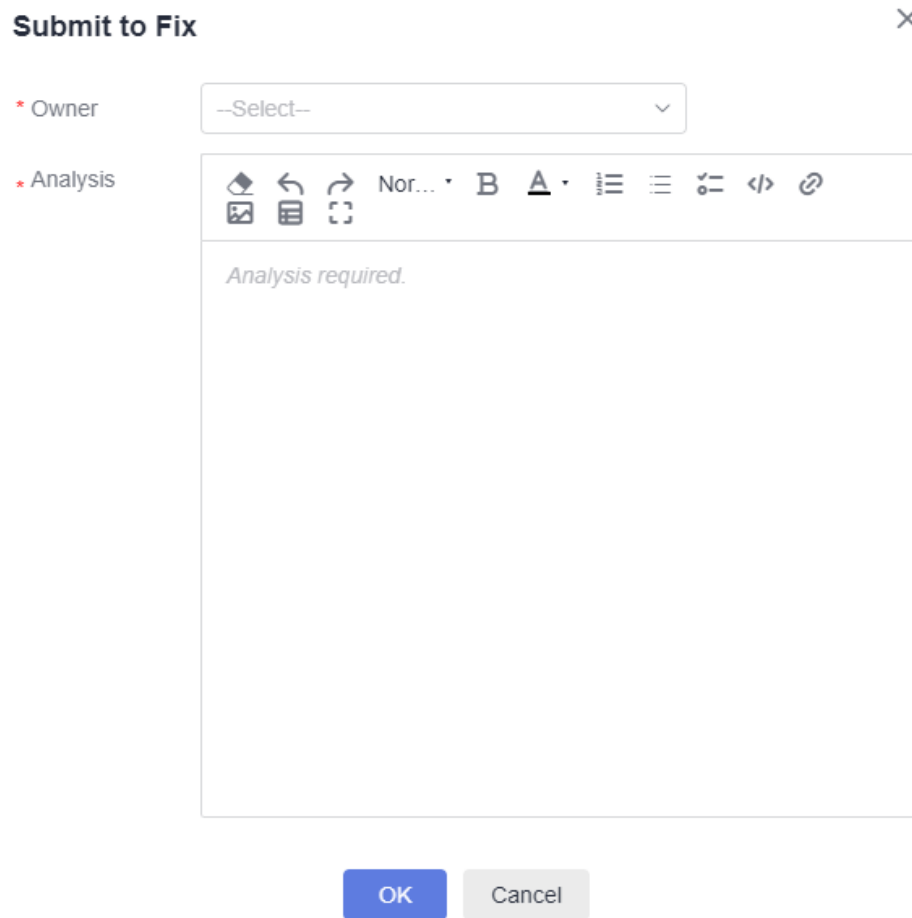 Submit to Fix
* Owner
--Select--
* Analysis
Nor...
B
A
Analysis required.
OK
Cancel